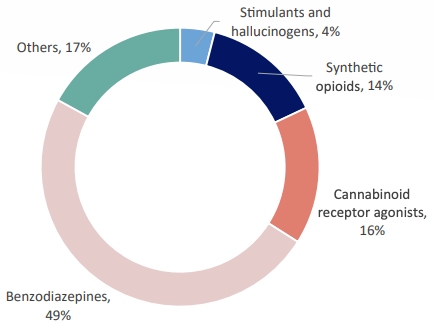 Stimulants and
hallucinogens, 4%
Others, 17%
Synthetic
opioids, 14%
Cannabinoid
receptor agonists,
16%
Benzodiazepines,
49%